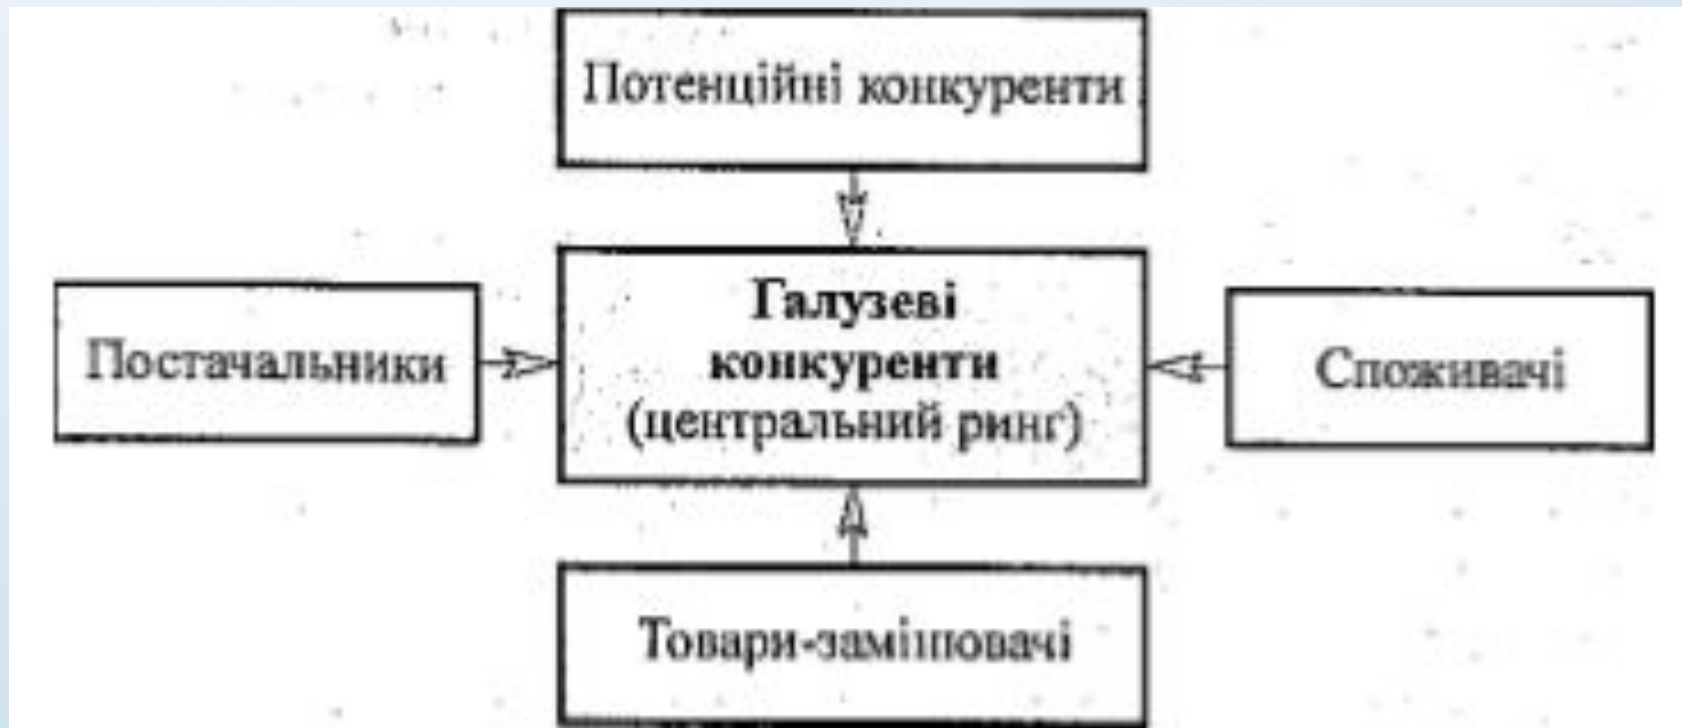 Потенційні конкуренти
Галузеві
конкуренти
(центральний ринг)
Постачальники
Споживачі
Товари-замінювачі